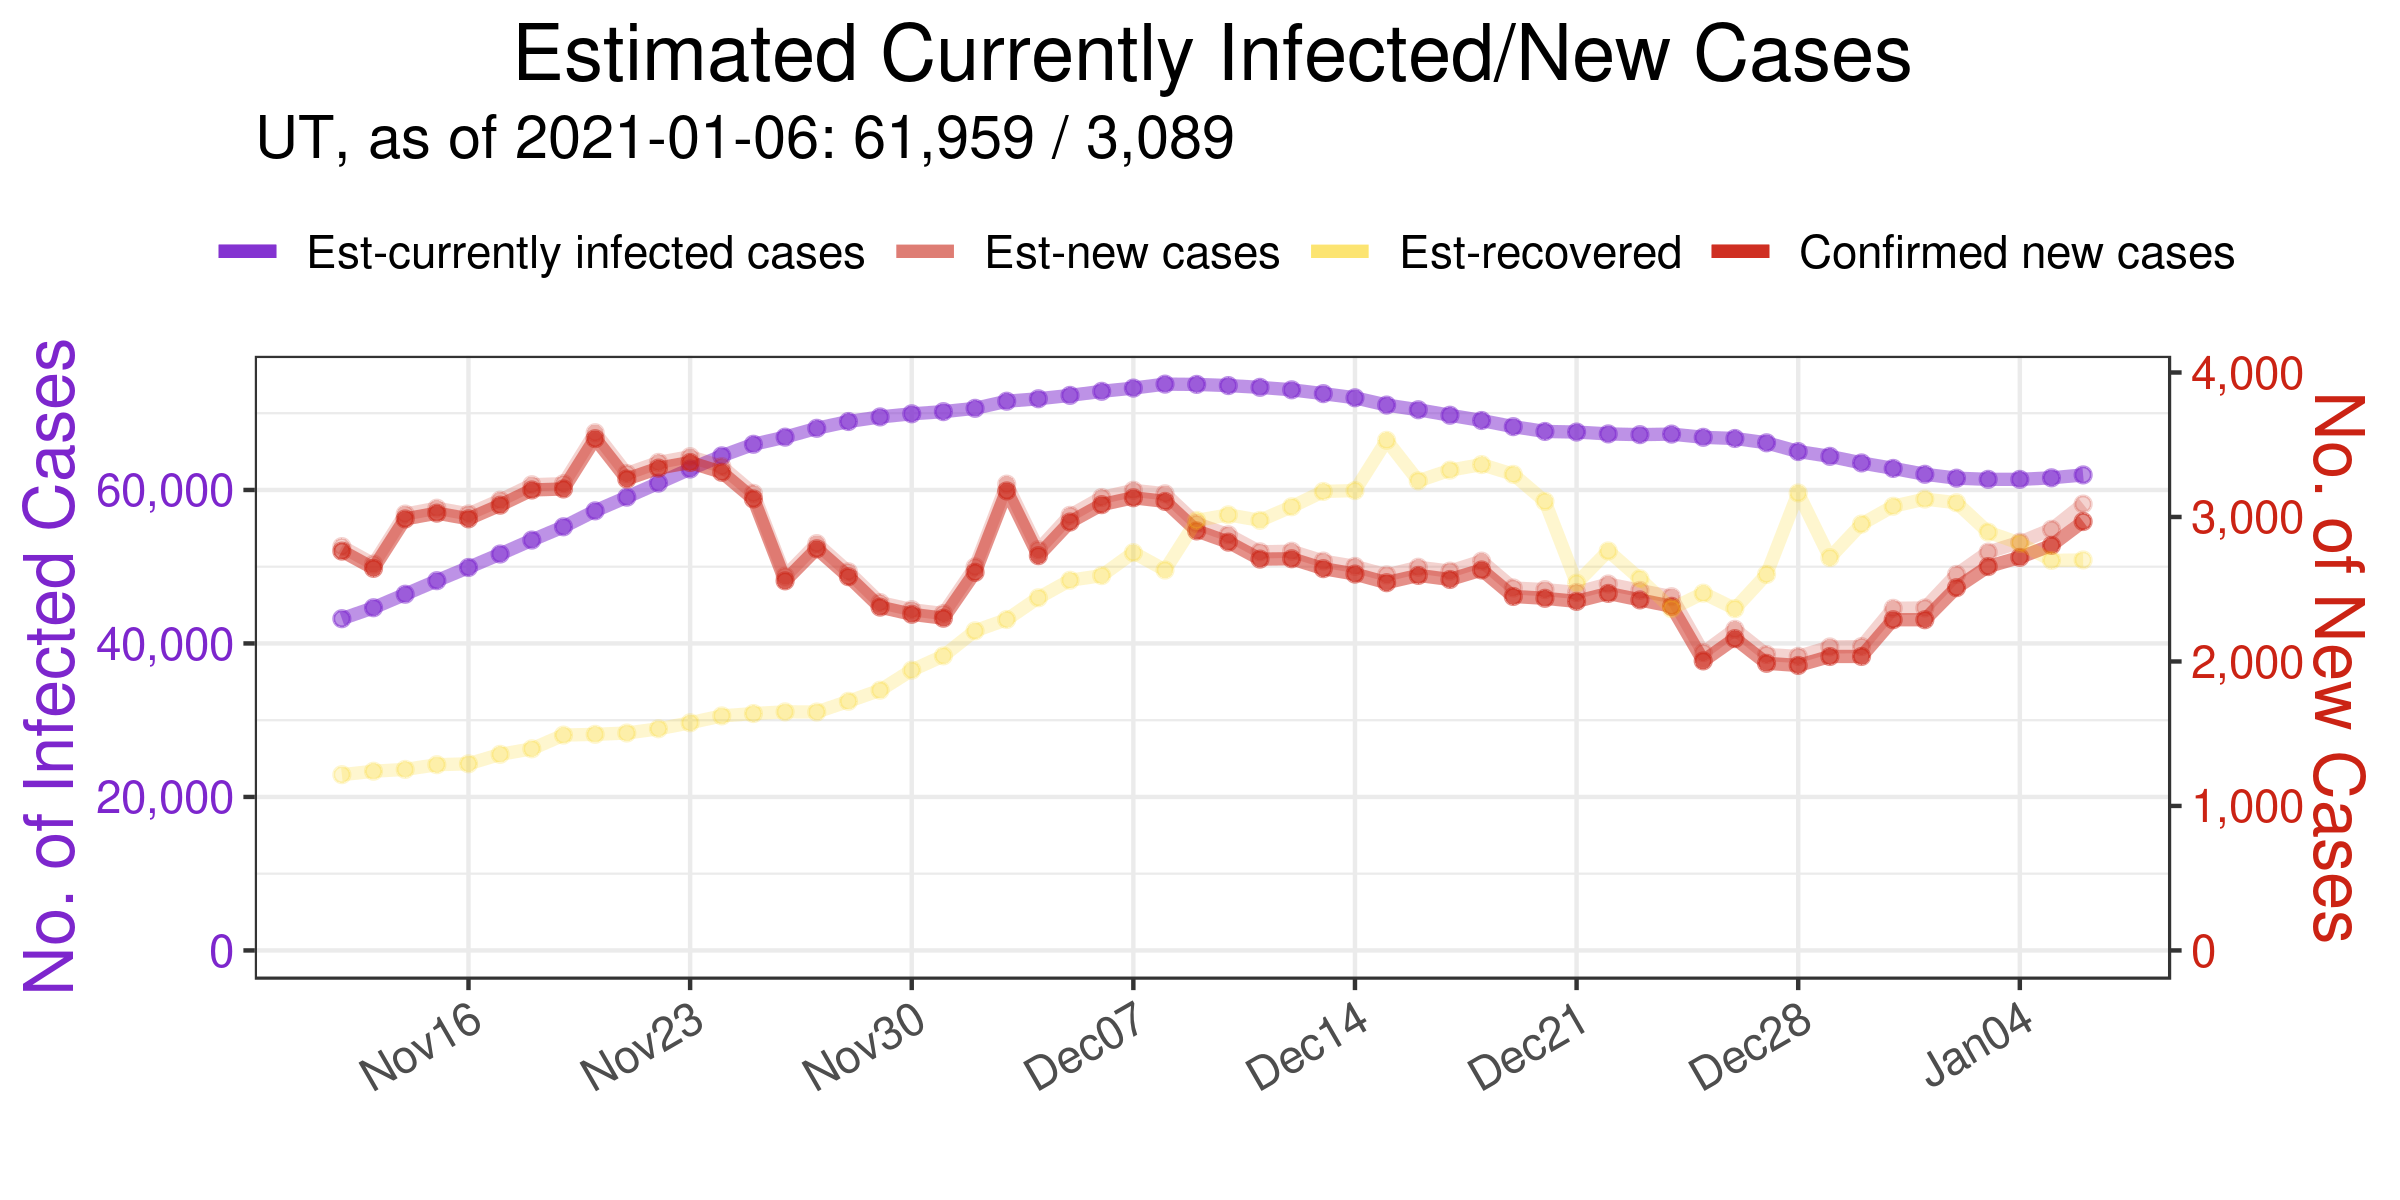 Estimated Currently Infected/New Cases
UT, as of 2021-01-06: 61,959 / 3,089
Est-currently infected cases
Est-new cases
Est-recovered
Confirmed new cases
No. of Infected Cases
60,000
40,000
20,000
0
4,000
3,000
2,000
1,000
0
No. of New Cases
Nov16
Nov23
Nov30
Dec07
Dec14
Dec21
Dec28
Jan04